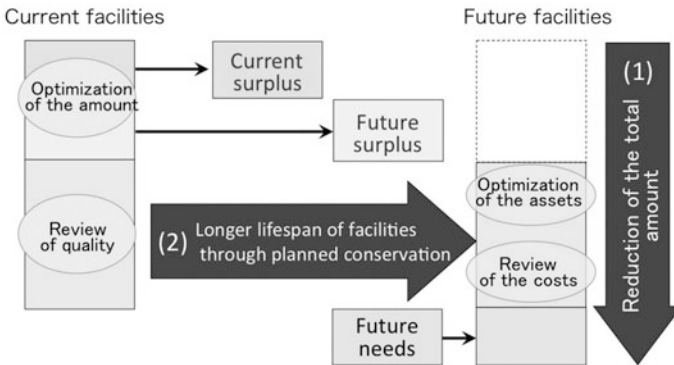 Current facilities
Future facilities
Optimization
of the amount
Current
surplus
Future
surplus
(1)
Reduction of the total
amount
Review
of quality
(2)
Longer lifespan of facilities
through planned conservation
Optimization
of the assets
Review
of the costs
Future
needs